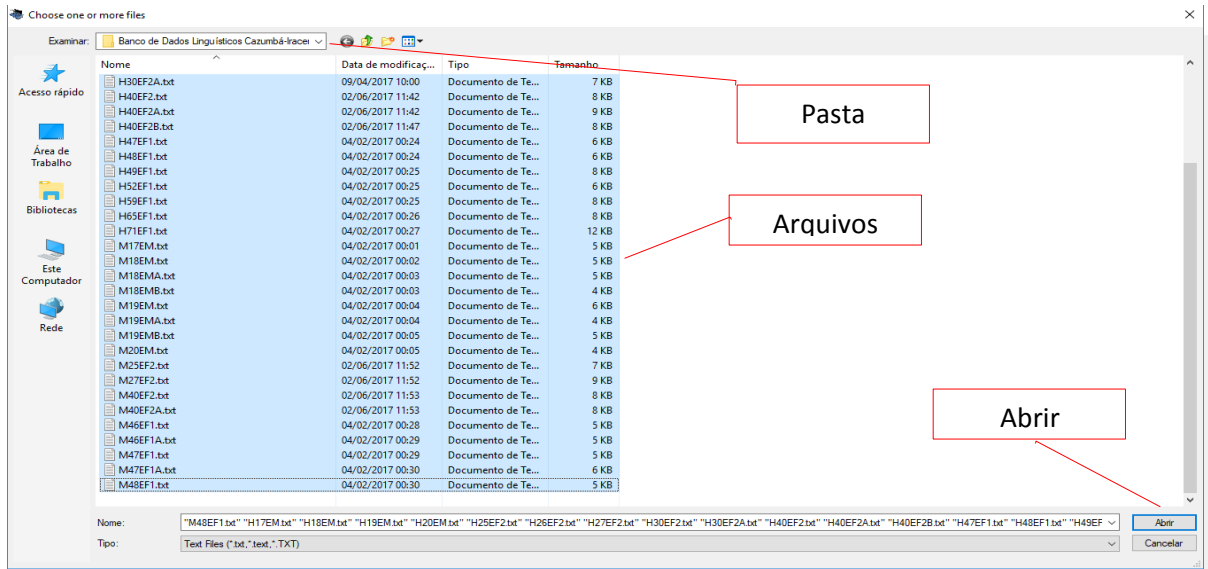 Choose one or more files
Examinar: Banco de Dados Linguísticos Cazumbá-Iracer
Nome Data de modificaç... Tipo Tamanho
Acesso rápido
Área de
Trabalho
Bibliotecas
Este
Computador
Rede
H30EF2A.txt 09/04/2017 10:00 Documento de Te... 7 KB
H40EF2.txt 02/06/2017 11:42 Documento de Te... 8 KB
H40EF2A.txt 02/06/2017 11:42 Documento de Te... 9 KB
H40EF2B.txt 02/06/2017 11:47 Documento de Te... 8 KB
H47EF1.txt 04/02/2017 00:24 Documento de Te... 6 KB
H48EF1.txt 04/02/2017 00:24 Documento de Te... 6 KB
H49EF1.txt 04/02/2017 00:25 Documento de Te... 8 KB
H52EF1.txt 04/02/2017 00:25 Documento de Te... 6 KB
H59EF1.txt 04/02/2017 00:25 Documento de Te... 8 KB
H65EF1.txt 04/02/2017 00:26 Documento de Te... 8 KB
H71EF1.txt 04/02/2017 00:27 Documento de Te... 12 KB
M17EM.txt 04/02/2017 00:01 Documento de Te... 5 KB
M18EM.txt 04/02/2017 00:02 Documento de Te... 5 KB
M18EMA.txt 04/02/2017 00:03 Documento de Te... 5 KB
M18EMB.txt 04/02/2017 00:03 Documento de Te... 4 KB
M19EM.txt 04/02/2017 00:04 Documento de Te... 6 KB
M19EMA.txt 04/02/2017 00:04 Documento de Te... 4 KB
M19EMB.txt 04/02/2017 00:05 Documento de Te... 5 KB
M20EM.txt 04/02/2017 00:05 Documento de Te... 4 KB
M25EF2.txt 02/06/2017 11:52 Documento de Te... 7 KB
M27EF2.txt 02/06/2017 11:52 Documento de Te... 9 KB
M40EF2.txt 02/06/2017 11:53 Documento de Te... 8 KB
M40EF2A.txt 02/06/2017 11:53 Documento de Te... 8 KB
M46EF1.txt 04/02/2017 00:28 Documento de Te... 5 KB
M46EF1A.txt 04/02/2017 00:29 Documento de Te... 5 KB
M47EF1.txt 04/02/2017 00:29 Documento de Te... 5 KB
M47EF1A.txt 04/02/2017 00:30 Documento de Te... 6 KB
M48EF1.txt 04/02/2017 00:30 Documento de Te... 5 KB
Pasta
Arquivos
Abrir
Nome: "M48EF1.txt" "H17EM.txt" "H18EM.txt" "H19EM.txt" "H20EM.txt" "H25EF2.txt" "H26EF2.txt" "H27EF2.txt" "H30EF2.txt" "H30EF2A.txt" "H40EF2.txt" "H40EF2A.txt" "H40EF2B.txt" "H47EF1.txt" "H48EF1.txt" "H49EF Abrir
Tipo: Text Files (*.txt,*.text,*.TXT) Cancelar